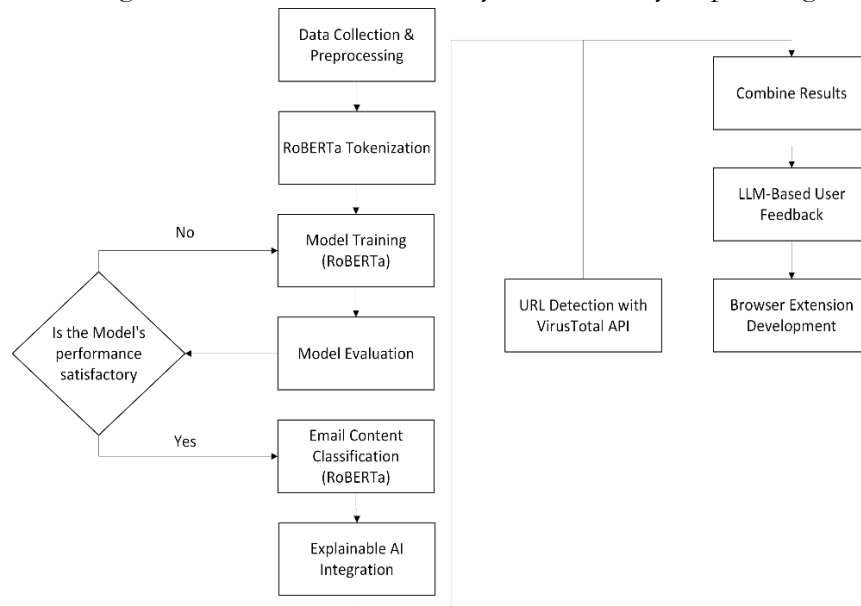 Data Collection &
Preprocessing
RoBERTa Tokenization
No
Model Training
(RoBERTa)
Is the Model's
performance
satisfactory
Model Evaluation
Yes
Email Content
Classification
(RoBERTa)
Explainable AI
Integration
URL Detection with
VirusTotal API
Combine Results
LLM-Based User
Feedback
Browser Extension
Development